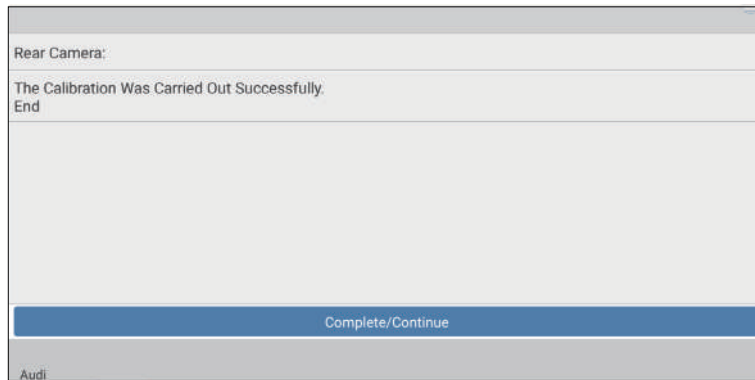 Rear Camera:
The Calibration Was Carried Out Successfully.
End
Complete/Continue
Audi